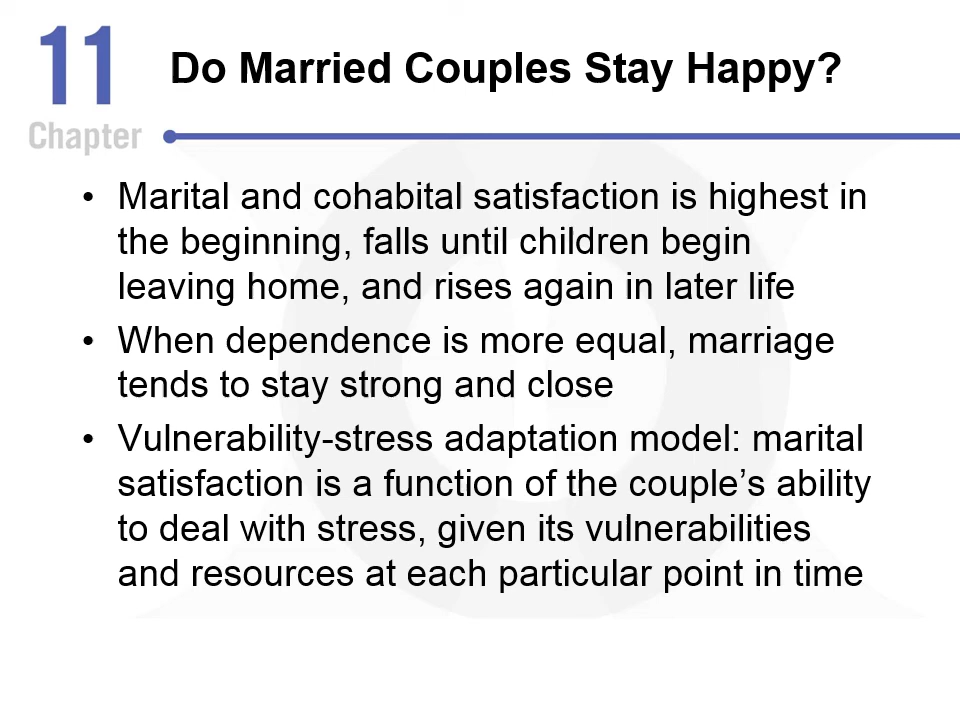 11
Chapter
Do Married Couples Stay Happy?
• Marital and cohabital satisfaction is highest in
the beginning, falls until children begin
leaving home, and rises again in later life
• When dependence is more equal, marriage
tends to stay strong and close
• Vulnerability-stress adaptation model: marital
satisfaction is a function of the couple’s ability
to deal with stress, given its vulnerabilities
and resources at each particular point in time